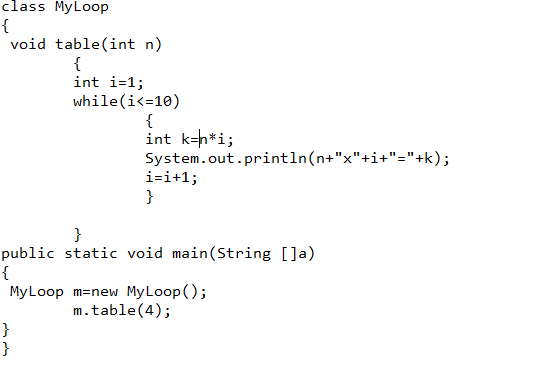 class MyLoop
{
 void table(int n)
        {
        int i=1;
        while(i<=10)
                {
                int k=n*i;
                System.out.println(n+"x"+i+"="+k);
                i=i+1;
                }

        }
public static void main(String []a)
{
 MyLoop m=new MyLoop();
        m.table(4);
}
}